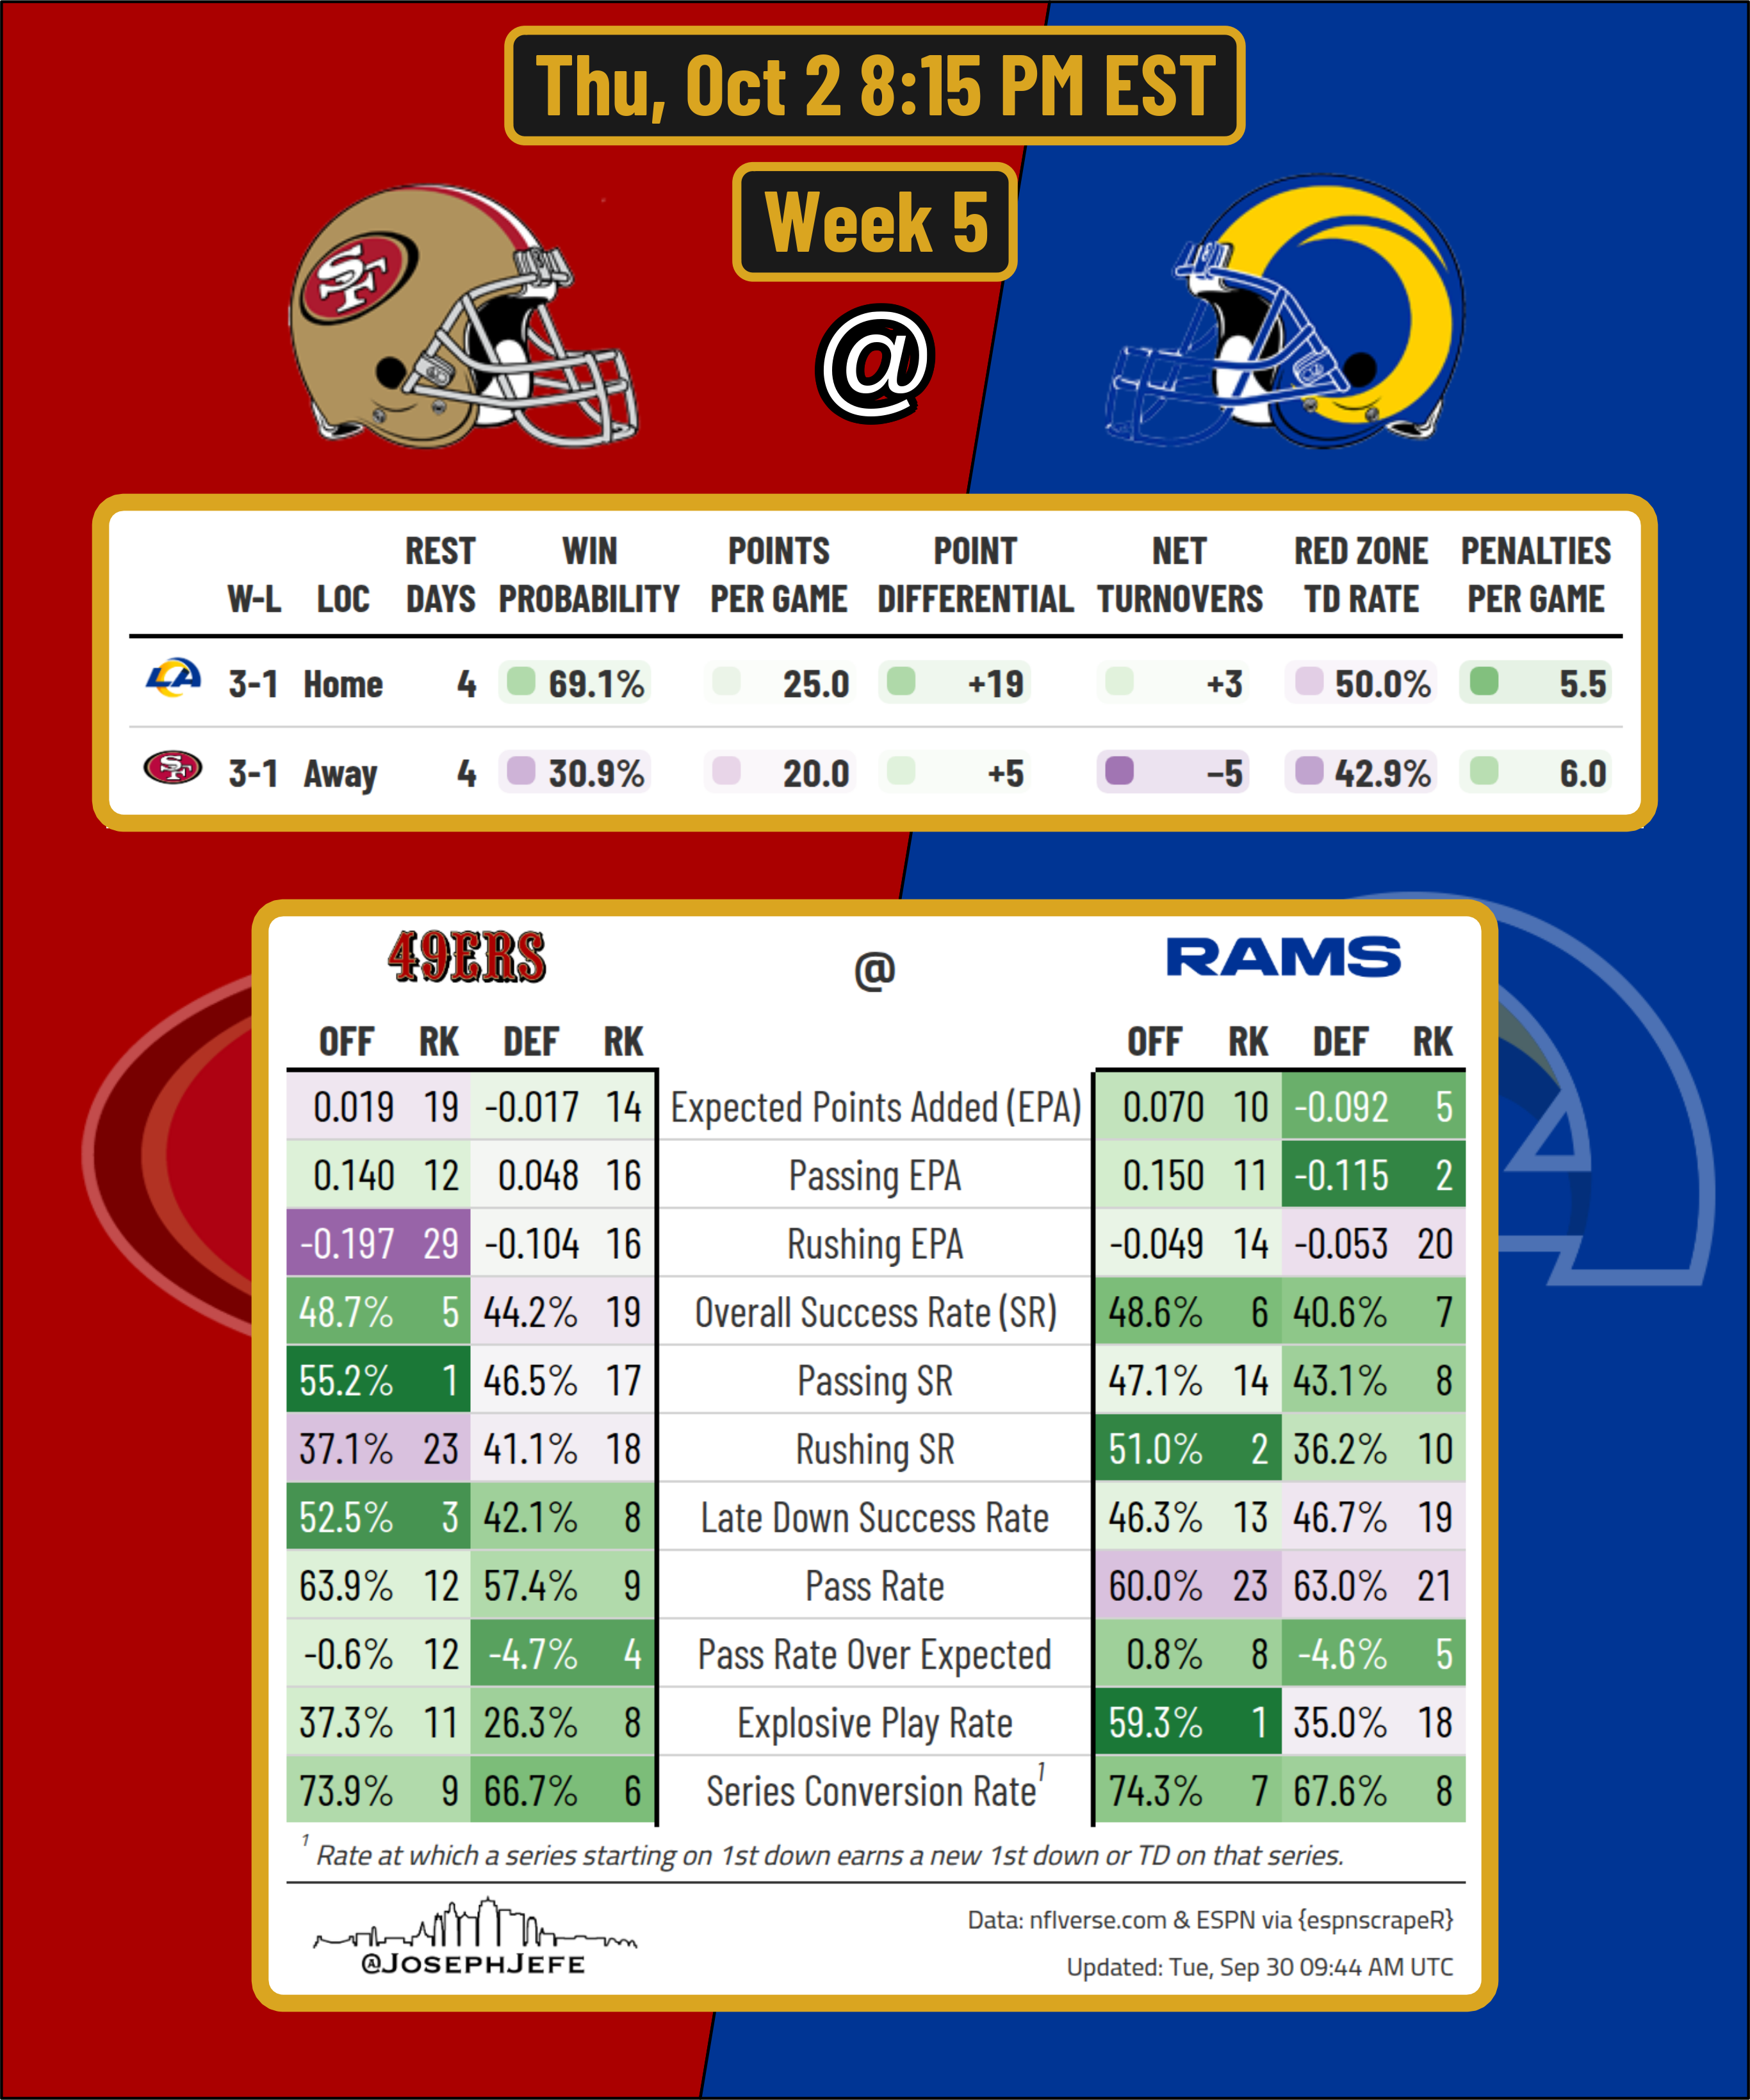 Thu, Oct 2 8:15 PM EST
Week 5
SF
@
REST WIN POINTS POINT NET RED ZONE PENALTIES
W-L LOC DAYS PROBABILITY PER GAME DIFFERENTIAL TURNOVERS TD RATE PER GAME
LA 3-1 Home 4 69.1% 25.0 +19 +3 50.0% 5.5
SF 3-1 Away 4 30.9% 20.0 +5 −5 42.9% 6.0
49ERS @ RAMS
OFF RK DEF RK OFF RK DEF RK
0.019 19 -0.017 14 Expected Points Added (EPA) 0.070 10 -0.092 5
0.140 12 0.048 16 Passing EPA 0.150 11 -0.115 2
-0.197 29 -0.104 16 Rushing EPA -0.049 14 -0.053 20
48.7% 5 44.2% 19 Overall Success Rate (SR) 48.6% 6 40.6% 7
55.2% 1 46.5% 17 Passing SR 47.1% 14 43.1% 8
37.1% 23 41.1% 18 Rushing SR 51.0% 2 36.2% 10
52.5% 3 42.1% 8 Late Down Success Rate 46.3% 13 46.7% 19
63.9% 12 57.4% 9 Pass Rate 60.0% 23 63.0% 21
-0.6% 12 -4.7% 4 Pass Rate Over Expected 0.8% 8 -4.6% 5
37.3% 11 26.3% 8 Explosive Play Rate 59.3% 1 35.0% 18
73.9% 9 66.7% 6 Series Conversion Rate¹ 74.3% 7 67.6% 8
¹ Rate at which a series starting on 1st down earns a new 1st down or TD on that series.
@JOSEPHJEFE
Data: nflverse.com & ESPN via {espnscrapeR}
Updated: Tue, Sep 30 09:44 AM UTC